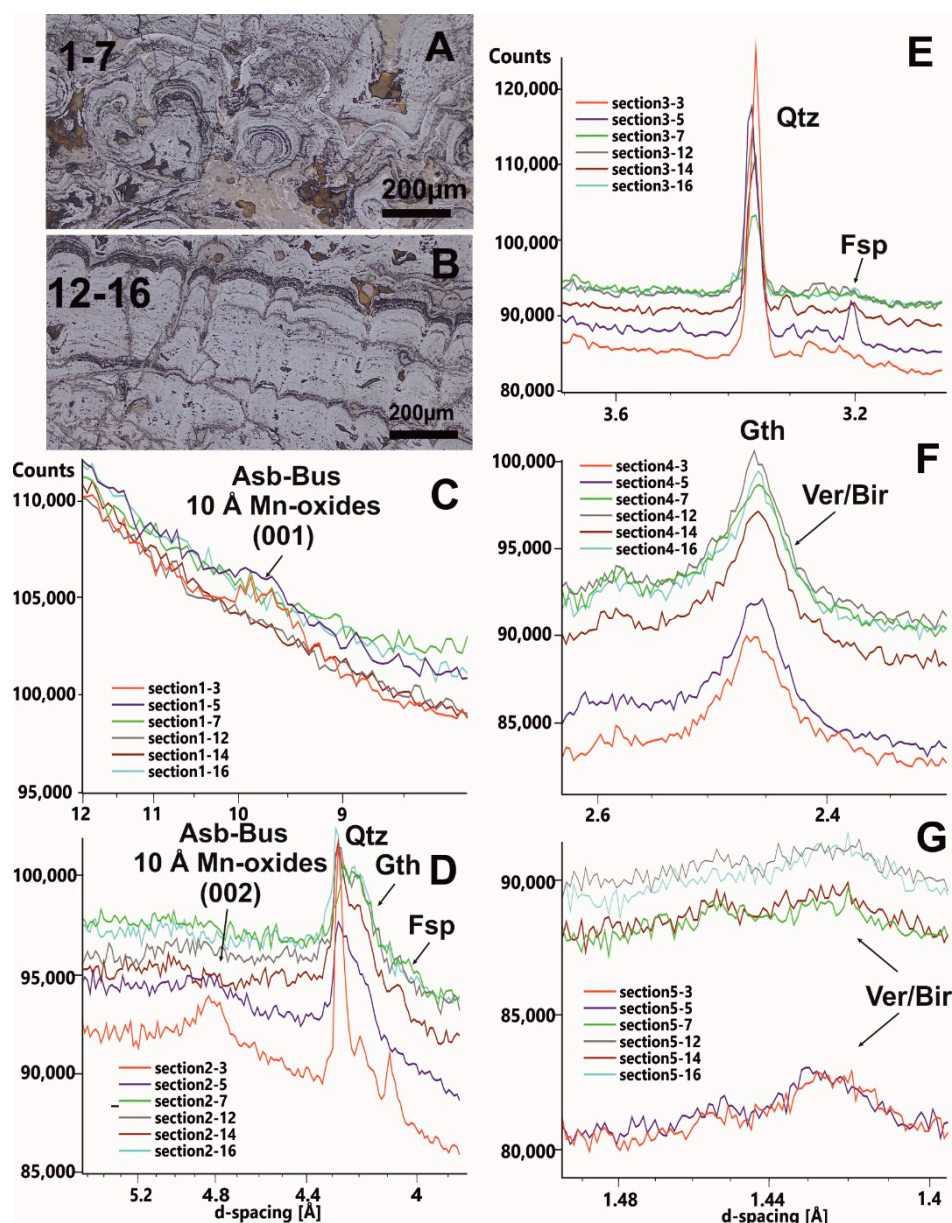 1-7
A
200µm
12-16
B
200µm
Counts
E
120,000
110,000
100,000
90,000
80,000
section3-3
section3-5
section3-7
section3-12
section3-14
section3-16
Qtz
Fsp
3.6
3.2
Counts
C
Asb-Bus
10 Å Mn-oxides
(001)
110,000
105,000
100,000
95,000
section1-3
section1-5
section1-7
section1-12
section1-14
section1-16
12
11
10
9
Gth
F
Ver/Bir
section4-3
section4-5
section4-7
section4-12
section4-14
section4-16
100,000
95,000
90,000
85,000
2.6
2.4
Asb-Bus
10 Å Mn-oxides
(002)
Qtz
Gth
Fsp
D
100,000
95,000
90,000
85,000
section2-3
section2-5
section2-7
section2-12
section2-14
section2-16
5.2
4.8
4.4
4
d-spacing [Å]
G
90,000
85,000
80,000
Ver/Bir
section5-3
section5-5
section5-7
section5-12
section5-14
section5-16
1.48
1.44
1.4
d-spacing [Å]